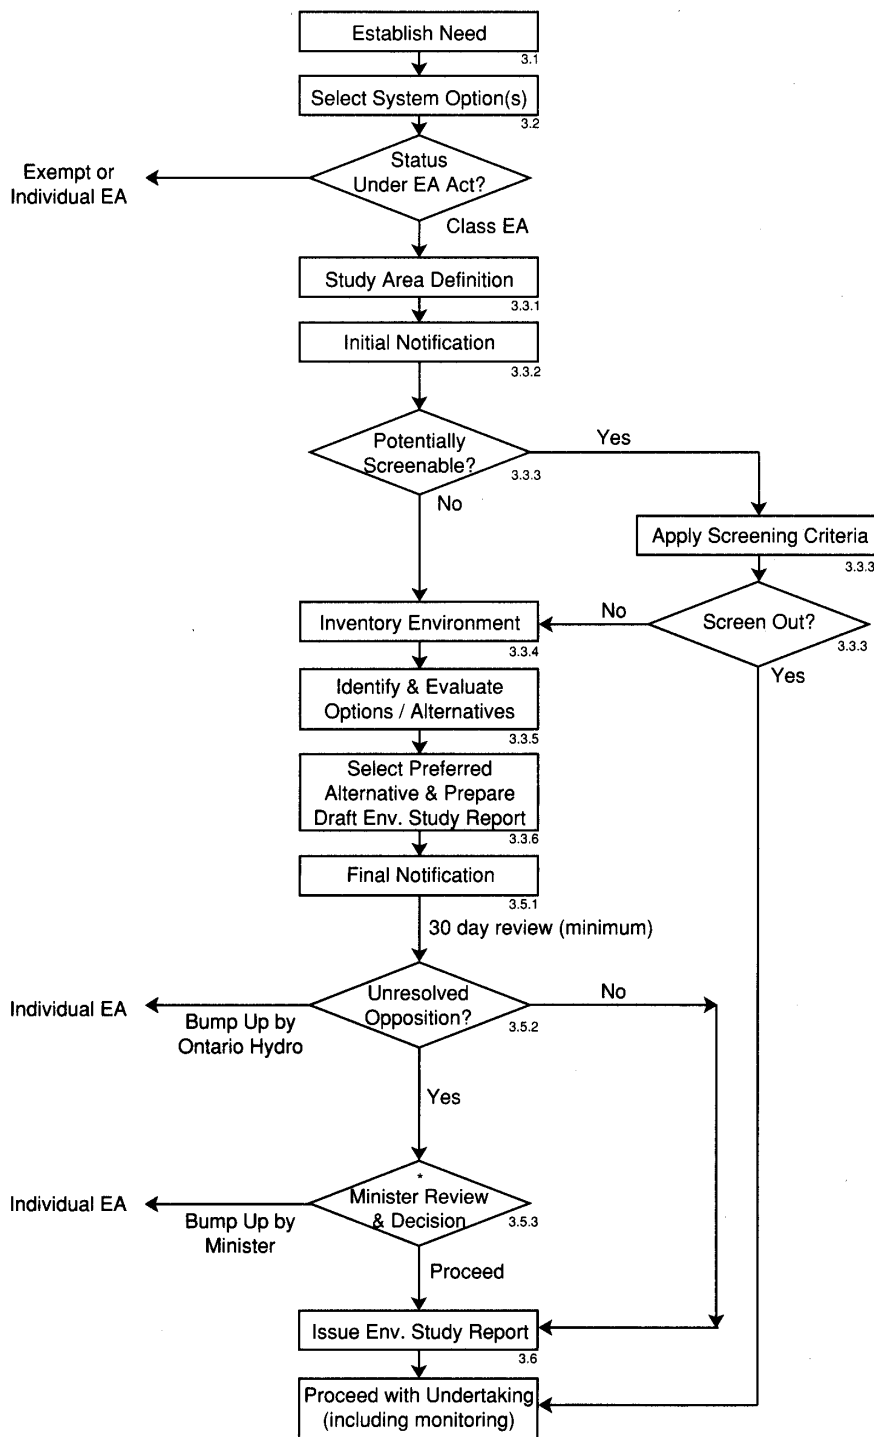 Establish Need
3.1
Select System Option(s)
3.2
Status
Under EA Act?
Exempt or
Individual EA
Class EA
Study Area Definition
3.3.1
Initial Notification
3.3.2
Potentially
Screenable?
3.3.3
Yes
No
Apply Screening Criteria
3.3.3
Screen Out?
3.3.3
No
Yes
Inventory Environment
3.3.4
Identify & Evaluate
Options / Alternatives
3.3.5
Select Preferred
Alternative & Prepare
Draft Env. Study Report
3.3.6
Final Notification
3.5.1
30 day review (minimum)
Unresolved
Opposition?
3.5.2
No
Individual EA
Bump Up by
Ontario Hydro
Yes
*
Minister Review
& Decision
3.5.3
Individual EA
Bump Up by
Minister
Proceed
Issue Env. Study Report
3.6
Proceed with Undertaking
(including monitoring)